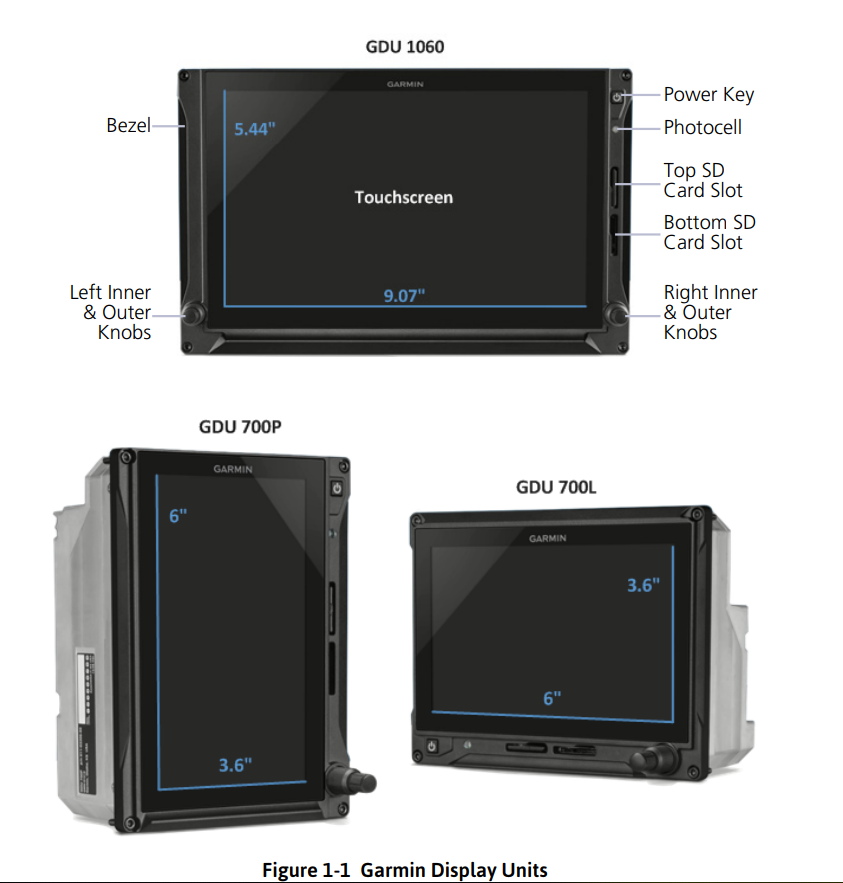 GDU 1060
GARMIN
Bezel
5.44"
Touchscreen
9.07"
Power Key
Photocell
Top SD
Card Slot
Bottom SD
Card Slot
Left Inner
& Outer
Knobs
Right Inner
& Outer
Knobs
GDU 700P
GARMIN
6"
3.6"
GDU 700L
GARMIN
3.6"
6"
Figure 1-1 Garmin Display Units